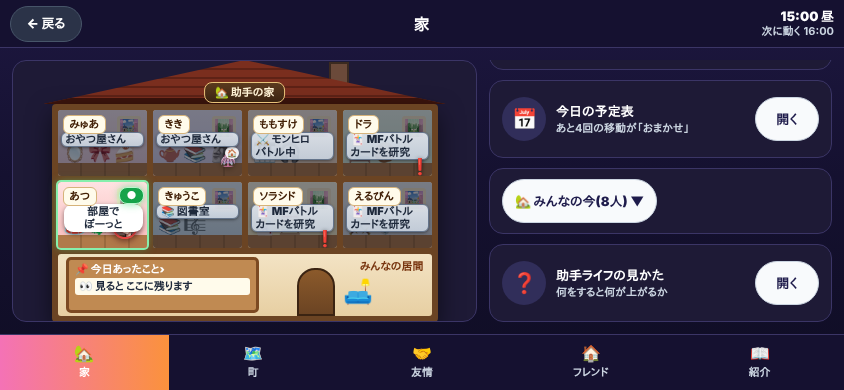 ← 戻る
家
15:00 昼
次に動く 16:00
🏡 助手の家
みゅあ
おやつ屋さん
きき
おやつ屋さん
ももすけ
⚔️ モンヒロ
バトル中
ドラ
🃏 MFバトル
カードを研究
❗
あつ
部屋で
ぼーっと
きゅうこ
📚 図書室
ソラシド
🃏 MFバトル
カードを研究
❗
えるぴん
🃏 MFバトル
カードを研究
📌 今日あったこと›
👀 見ると ここに残ります
みんなの居間
今日の予定表
あと4回の移動が「おまかせ」
開く
🏡 みんなの今(8人) ▼
助手ライフの見かた
何をすると何が上がるか
開く
家
町
友情
フレンド
紹介